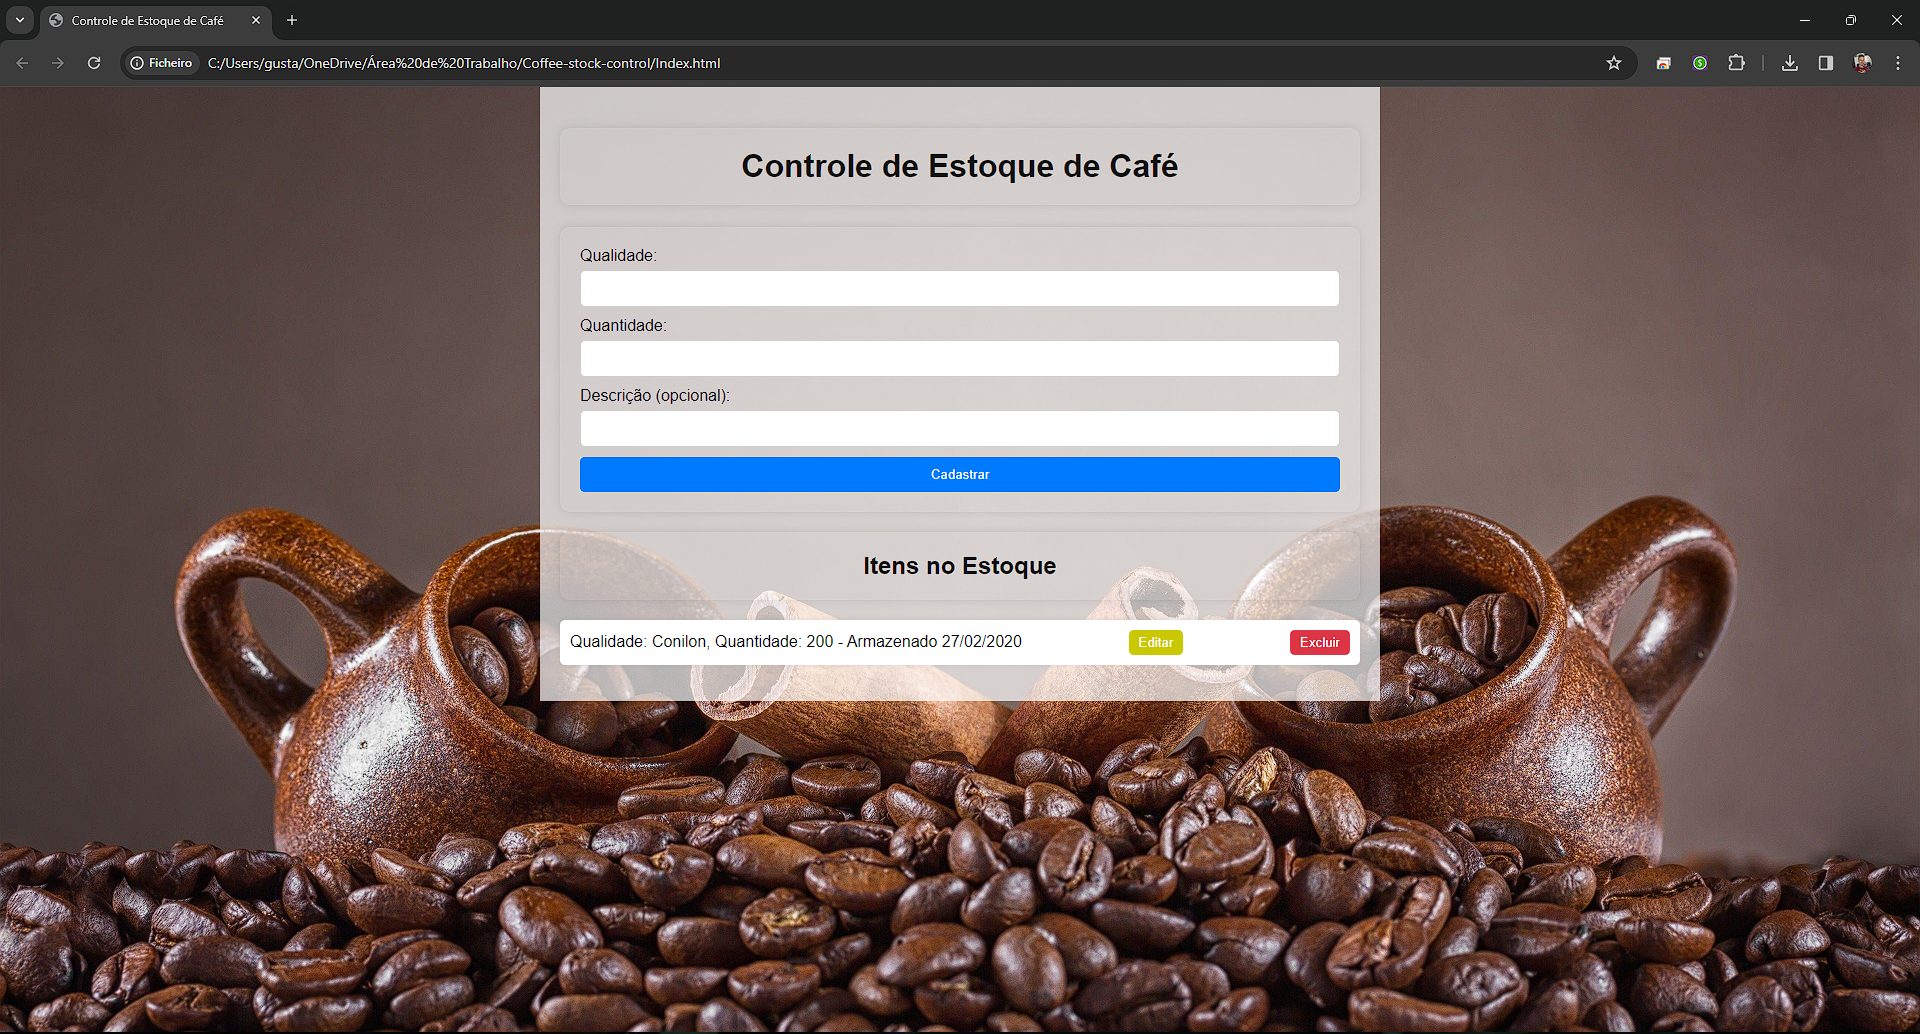 Controle de Estoque de Café
Ficheiro C:/Users/gusta/OneDrive/Área%20de%20Trabalho/Coffee-stock-control/Index.html
Controle de Estoque de Café
Qualidade:
Quantidade:
Descrição (opcional):
Cadastrar
Itens no Estoque
Qualidade: Conilon, Quantidade: 200 - Armazenado 27/02/2020 Editar Excluir